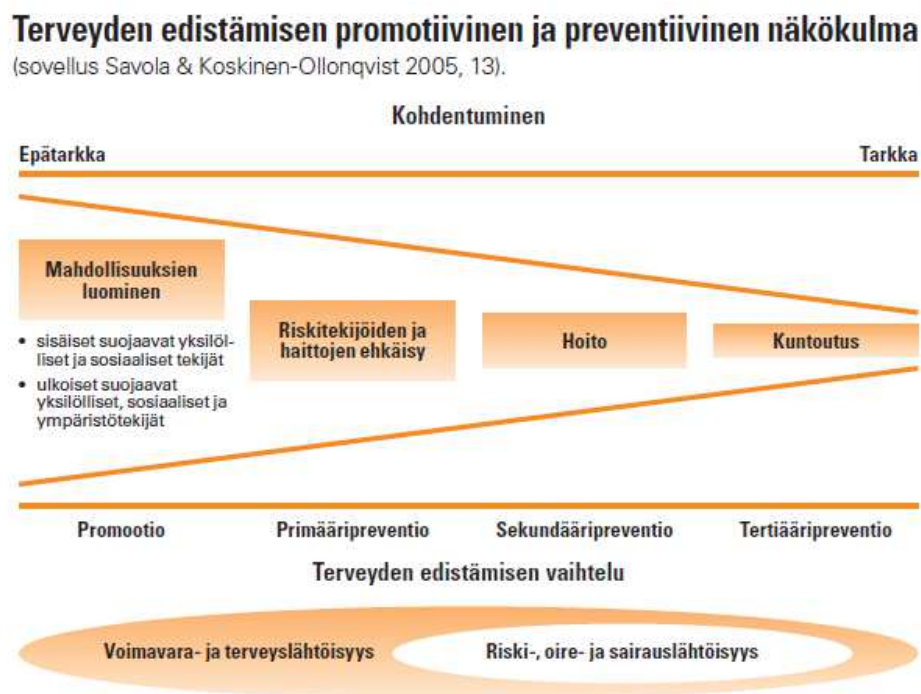 Terveyden edistämisen promotiivinen ja preventiivinen näkökulma
(sovellus Savola & Koskinen-Ollonqvist 2005, 13).
Kohdentuminen
Epätarkka
Tarkka
Mahdollisuuksien
luominen
• sisäiset suojaavat yksilöl-
liset ja sosiaaliset tekijät
• ulkoiset suojaavat
yksilölliset, sosiaaliset ja
ympäristötekijät
Riskitekijöiden ja
haittojen ehkäisy
Hoito
Kuntoutus
Promootio
Primääripreventio
Sekundääripreventio
Tertiääripreventio
Terveyden edistämisen vaihtelu
Voimavara- ja terveyslähtöisyys
Riski-, oire- ja sairauslähtöisyys